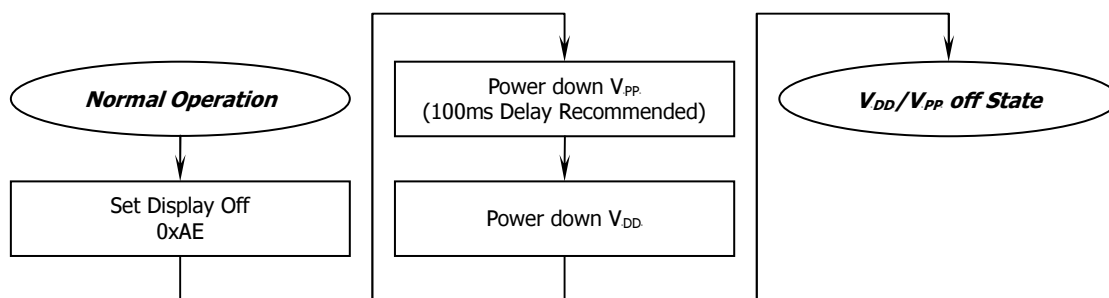 Normal Operation
Set Display Off
0xAE
Power down VPP
(100ms Delay Recommended)
Power down VDD
VDD/VPP off State